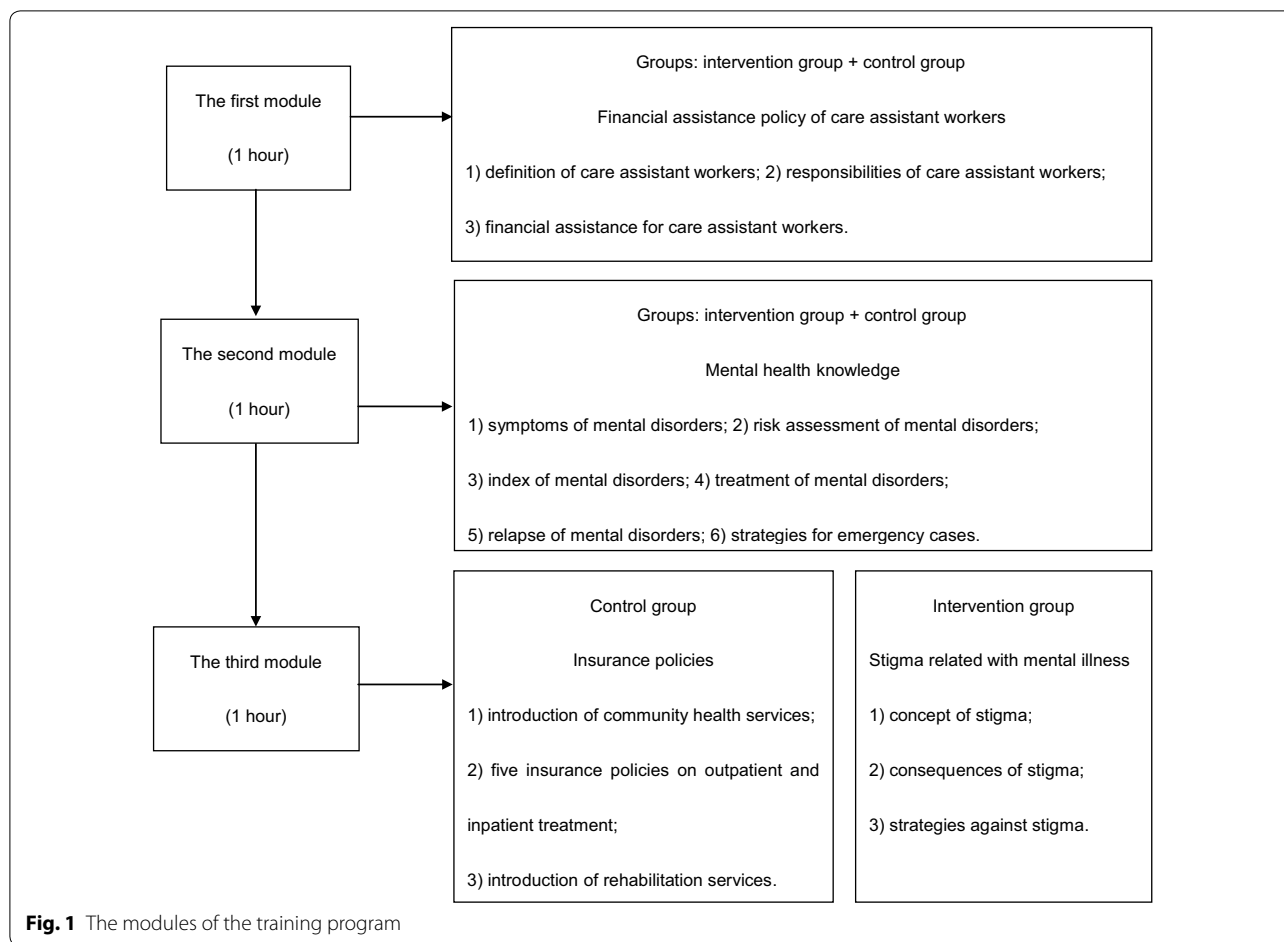 The first module
(1 hour)
Groups: intervention group + control group
Financial assistance policy of care assistant workers
1) definition of care assistant workers; 2) responsibilities of care assistant workers;
3) financial assistance for care assistant workers.
The second module
(1 hour)
Groups: intervention group + control group
Mental health knowledge
1) symptoms of mental disorders; 2) risk assessment of mental disorders;
3) index of mental disorders; 4) treatment of mental disorders;
5) relapse of mental disorders; 6) strategies for emergency cases.
The third module
(1 hour)
Control group
Insurance policies
1) introduction of community health services;
2) five insurance policies on outpatient and
inpatient treatment;
3) introduction of rehabilitation services.
Intervention group
Stigma related with mental illness
1) concept of stigma;
2) consequences of stigma;
3) strategies against stigma.
Fig. 1 The modules of the training program